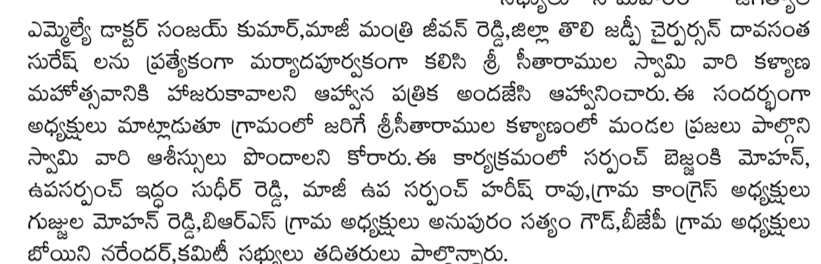 ఎమ్మెల్యే డాక్టర్ సంజయ్ కుమార్,మాజీ మంత్రి జీవన్ రెడ్డి,జిల్లా తొలి జడ్పీ చైర్పర్సన్ దావసంత
సురేష్ లను ప్రత్యేకంగా మర్యాదపూర్వకంగా కలిసి శ్రీ సీతారాముల స్వామి వారి కళ్యాణ
మహోత్సవానికి హాజరుకావాలని ఆహ్వాన పత్రిక అందజేసి ఆహ్వానించారు.ఈ సందర్భంగా
అధ్యక్షులు మాట్లాడుతూ గ్రామంలో జరిగే శ్రీసీతారాముల కళ్యాణంలో మండల ప్రజలు పాల్గొని
స్వామి వారి ఆశీస్సులు పొందాలని కోరారు.ఈ కార్యక్రమంలో సర్పంచ్ బెజ్జంకి మోహన్,
ఉపసర్పంచ్ ఇద్దం సుధీర్ రెడ్డి, మాజీ ఉప సర్పంచ్ హరీష్ రావు,గ్రామ కాంగ్రెస్ అధ్యక్షులు
గుజ్జుల మోహన్ రెడ్డి,బిఆర్ఎస్ గ్రామ అధ్యక్షులు అనుపురం సత్యం గౌడ్,బీజేపీ గ్రామ అధ్యక్షులు
బోయిని నరేందర్,కమిటీ సభ్యులు తదితరులు పాల్గొన్నారు.